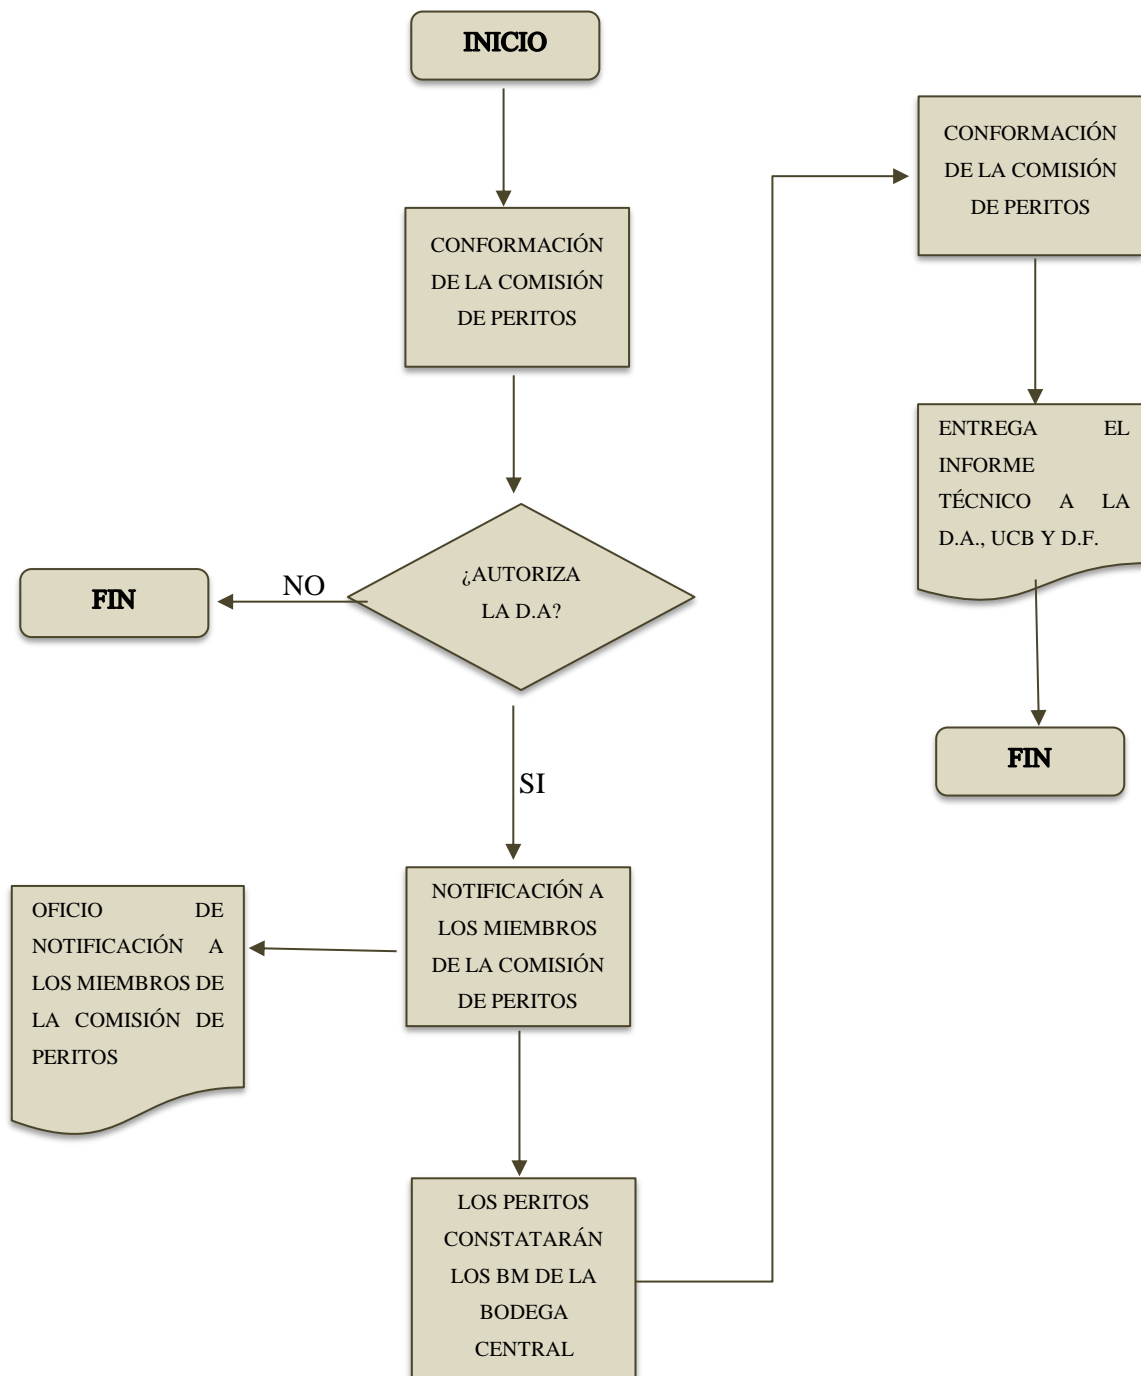 INICIO
CONFORMACIÓN
DE LA COMISIÓN
DE PERITOS
¿AUTORIZA
LA D.A?
NO
FIN
SI
NOTIFICACIÓN A
LOS MIEMBROS
DE LA COMISIÓN
DE PERITOS
OFICIO DE
NOTIFICACIÓN A
LOS MIEMBROS DE
LA COMISIÓN DE
PERITOS
LOS PERITOS
CONSTATARÁN
LOS BM DE LA
BODEGA
CENTRAL
CONFORMACIÓN
DE LA COMISIÓN
DE PERITOS
ENTREGA EL
INFORME
TÉCNICO A LA
D.A., UCB Y D.F.
FIN